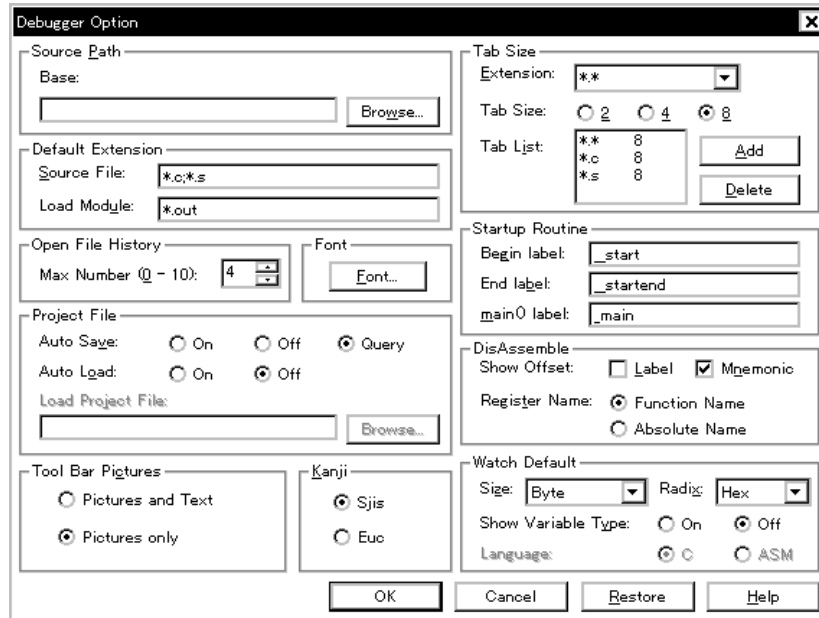 Debugger Option
Source Path
Base:
Browse...
Default Extension
Source File: *.c;*.s
Load Module: *.out
Open File History
Max Number (0 - 10): 4
Font
Font...
Project File
Auto Save: On Off Query
Auto Load: On Off
Load Project File:
Browse...
Tool Bar Pictures
Pictures and Text
Pictures only
Kanji
Sjis
Euc
Tab Size
Extension: *.*
Tab Size: 2 4 8
Tab List:
*.* 8
*.c 8
*.s 8
Add
Delete
Startup Routine
Begin label: __start
End label: __startend
main() label: _main
DisAssemble
Show Offset: Label Mnemonic
Register Name: Function Name
Absolute Name
Watch Default
Size: Byte Radix: Hex
Show Variable Type: On Off
Language: C ASM
OK Cancel Restore Help